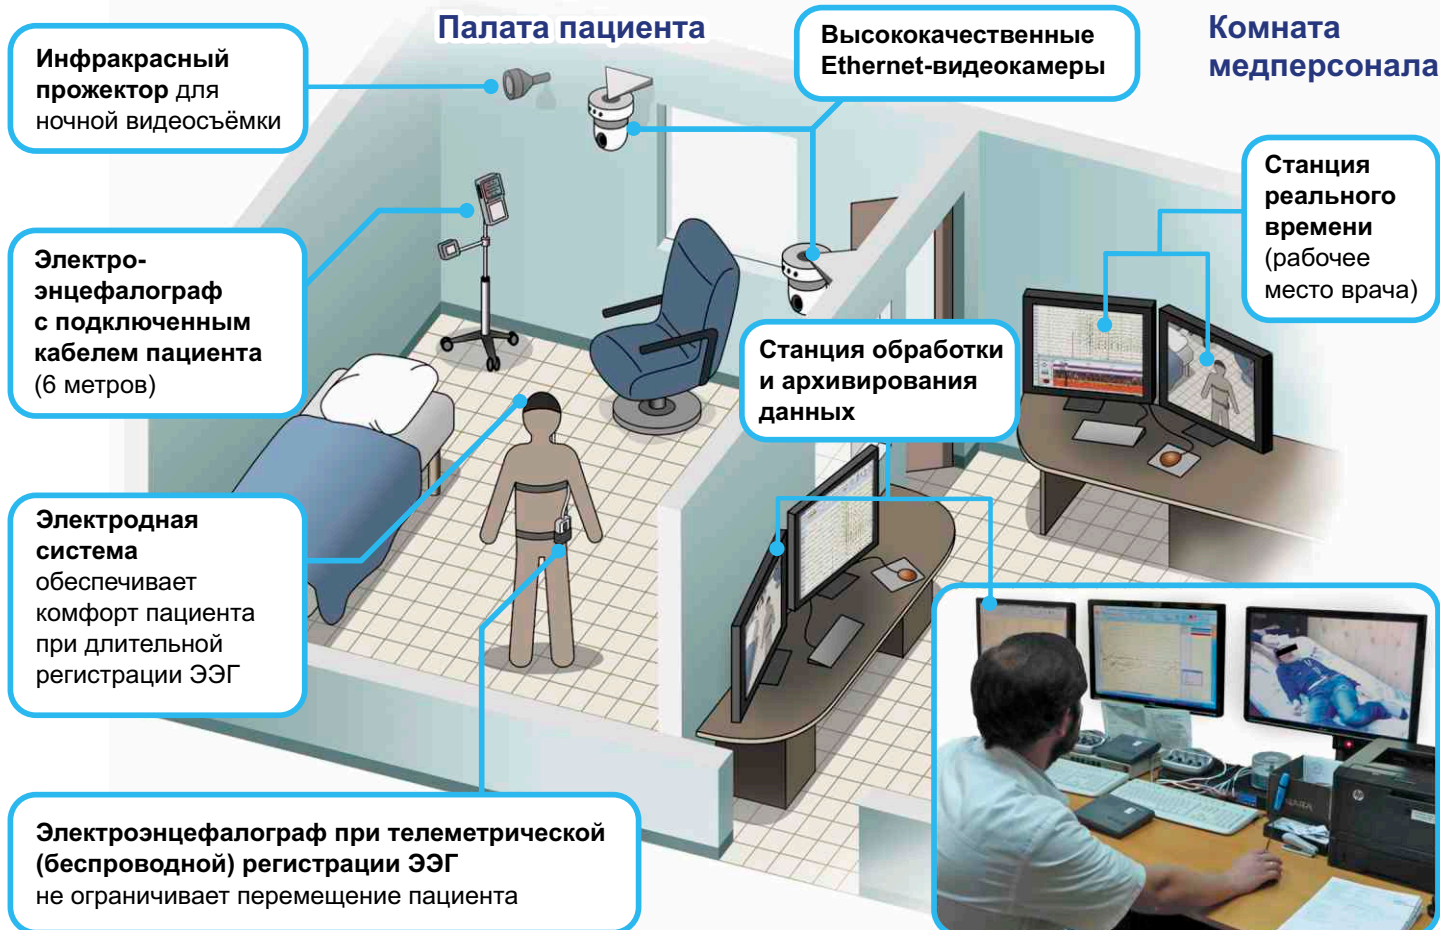 Палата пациента
Комната
медперсонала
Инфракрасный
прожектор для
ночной видеосъёмки
Высококачественные
Ethernet-видеокамеры
Станция
реального
времени
(рабочее
место врача)
Электро-
энцефалограф
с подключенным
кабелем пациента
(6 метров)
Станция обработки
и архивирования
данных
Электродная
система
обеспечивает
комфорт пациента
при длительной
регистрации ЭЭГ
Электроэнцефалограф при телеметрической
(беспроводной) регистрации ЭЭГ
не ограничивает перемещение пациента
hp